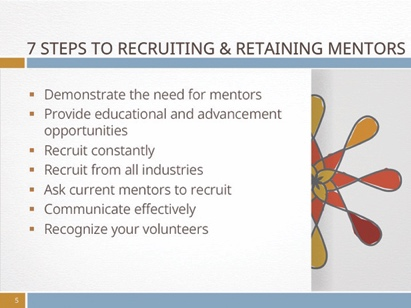 7 STEPS TO RECRUITING & RETAINING MENTORS
▪ Demonstrate the need for mentors
▪ Provide educational and advancement
opportunities
▪ Recruit constantly
▪ Recruit from all industries
▪ Ask current mentors to recruit
▪ Communicate effectively
▪ Recognize your volunteers
5